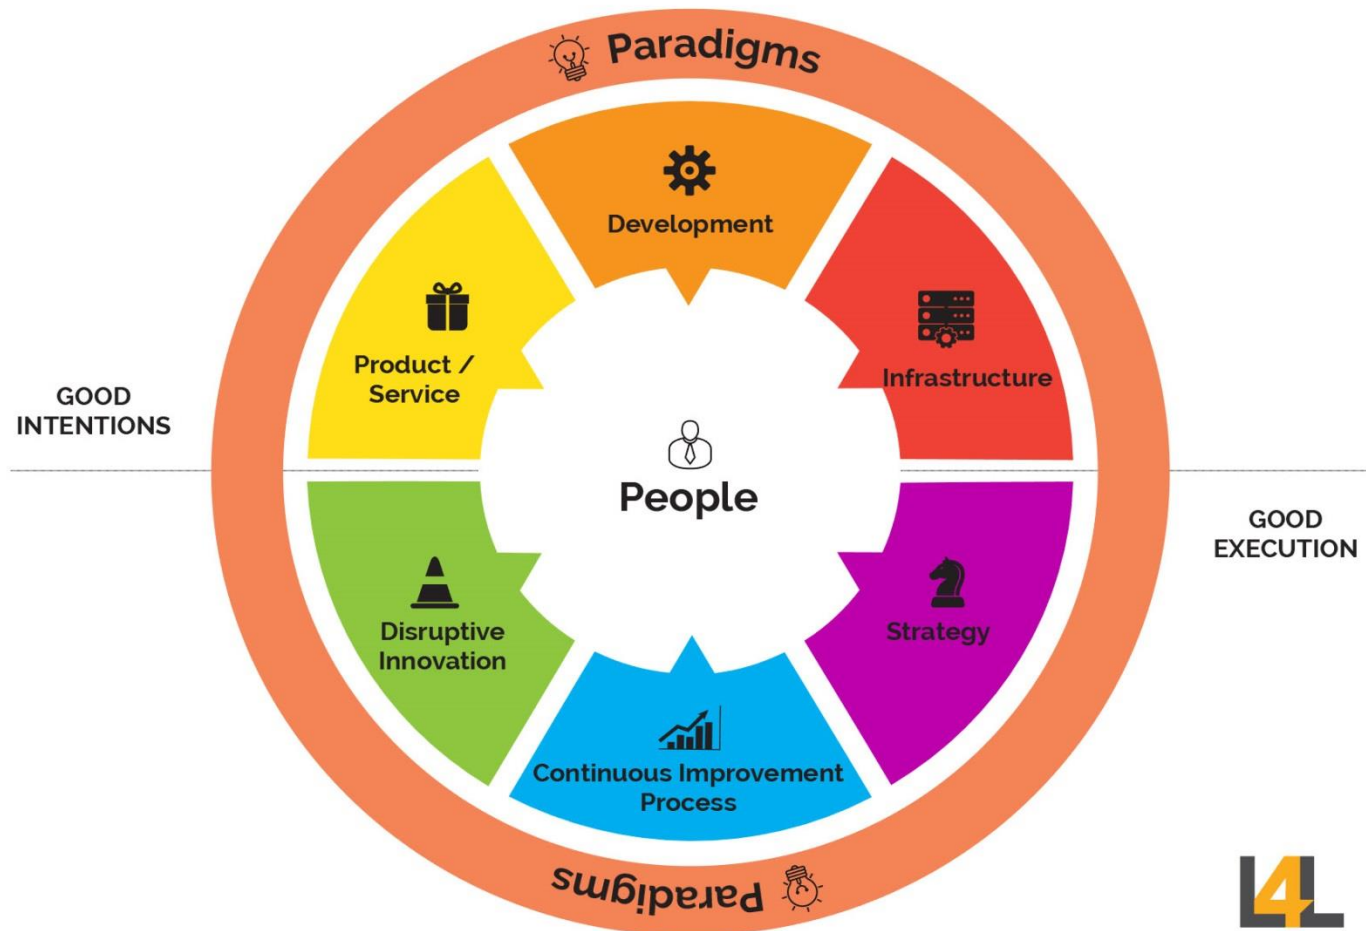 Paradigms
Development
Product /
Service
Infrastructure
GOOD
INTENTIONS
People
GOOD
EXECUTION
Disruptive
Innovation
Strategy
Continuous Improvement
Process
Paradigms
L4L